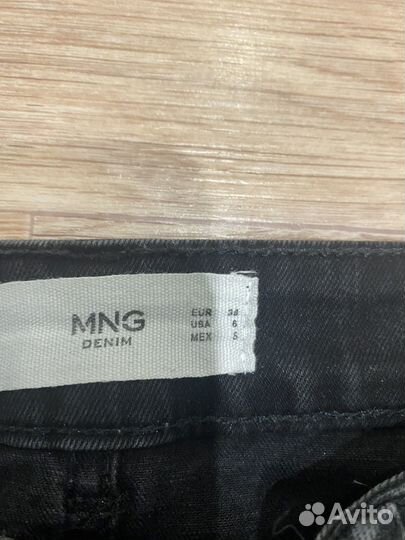 MNG
DENIM
EUR 38
USA 6
MEX S
Avito